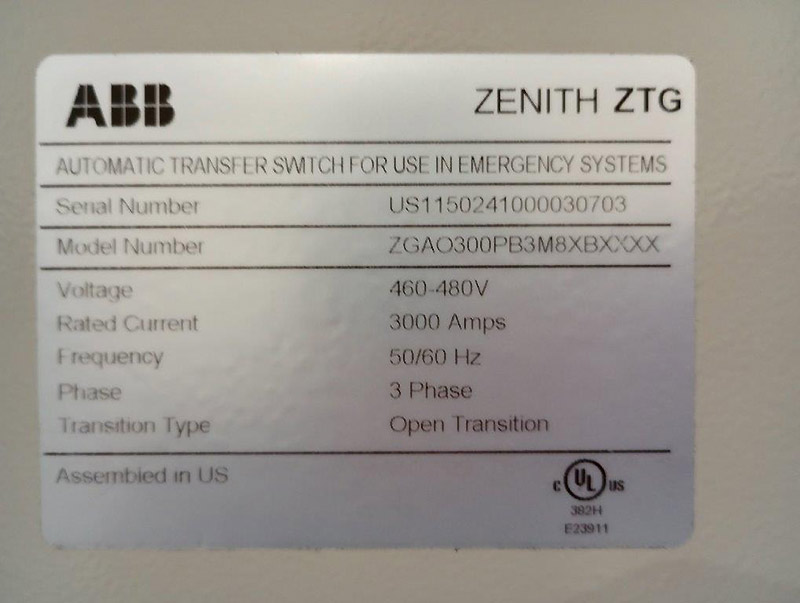 ABB ZENITH ZTG
AUTOMATIC TRANSFER SWITCH FOR USE IN EMERGENCY SYSTEMS
Serial Number US1150241000030703
Model Number ZGAO300PB3M8XBXXXX
Voltage 460-480V
Rated Current 3000 Amps
Frequency 50/60 Hz
Phase 3 Phase
Transition Type Open Transition
Assembled in US
c UL US
382H
E23911